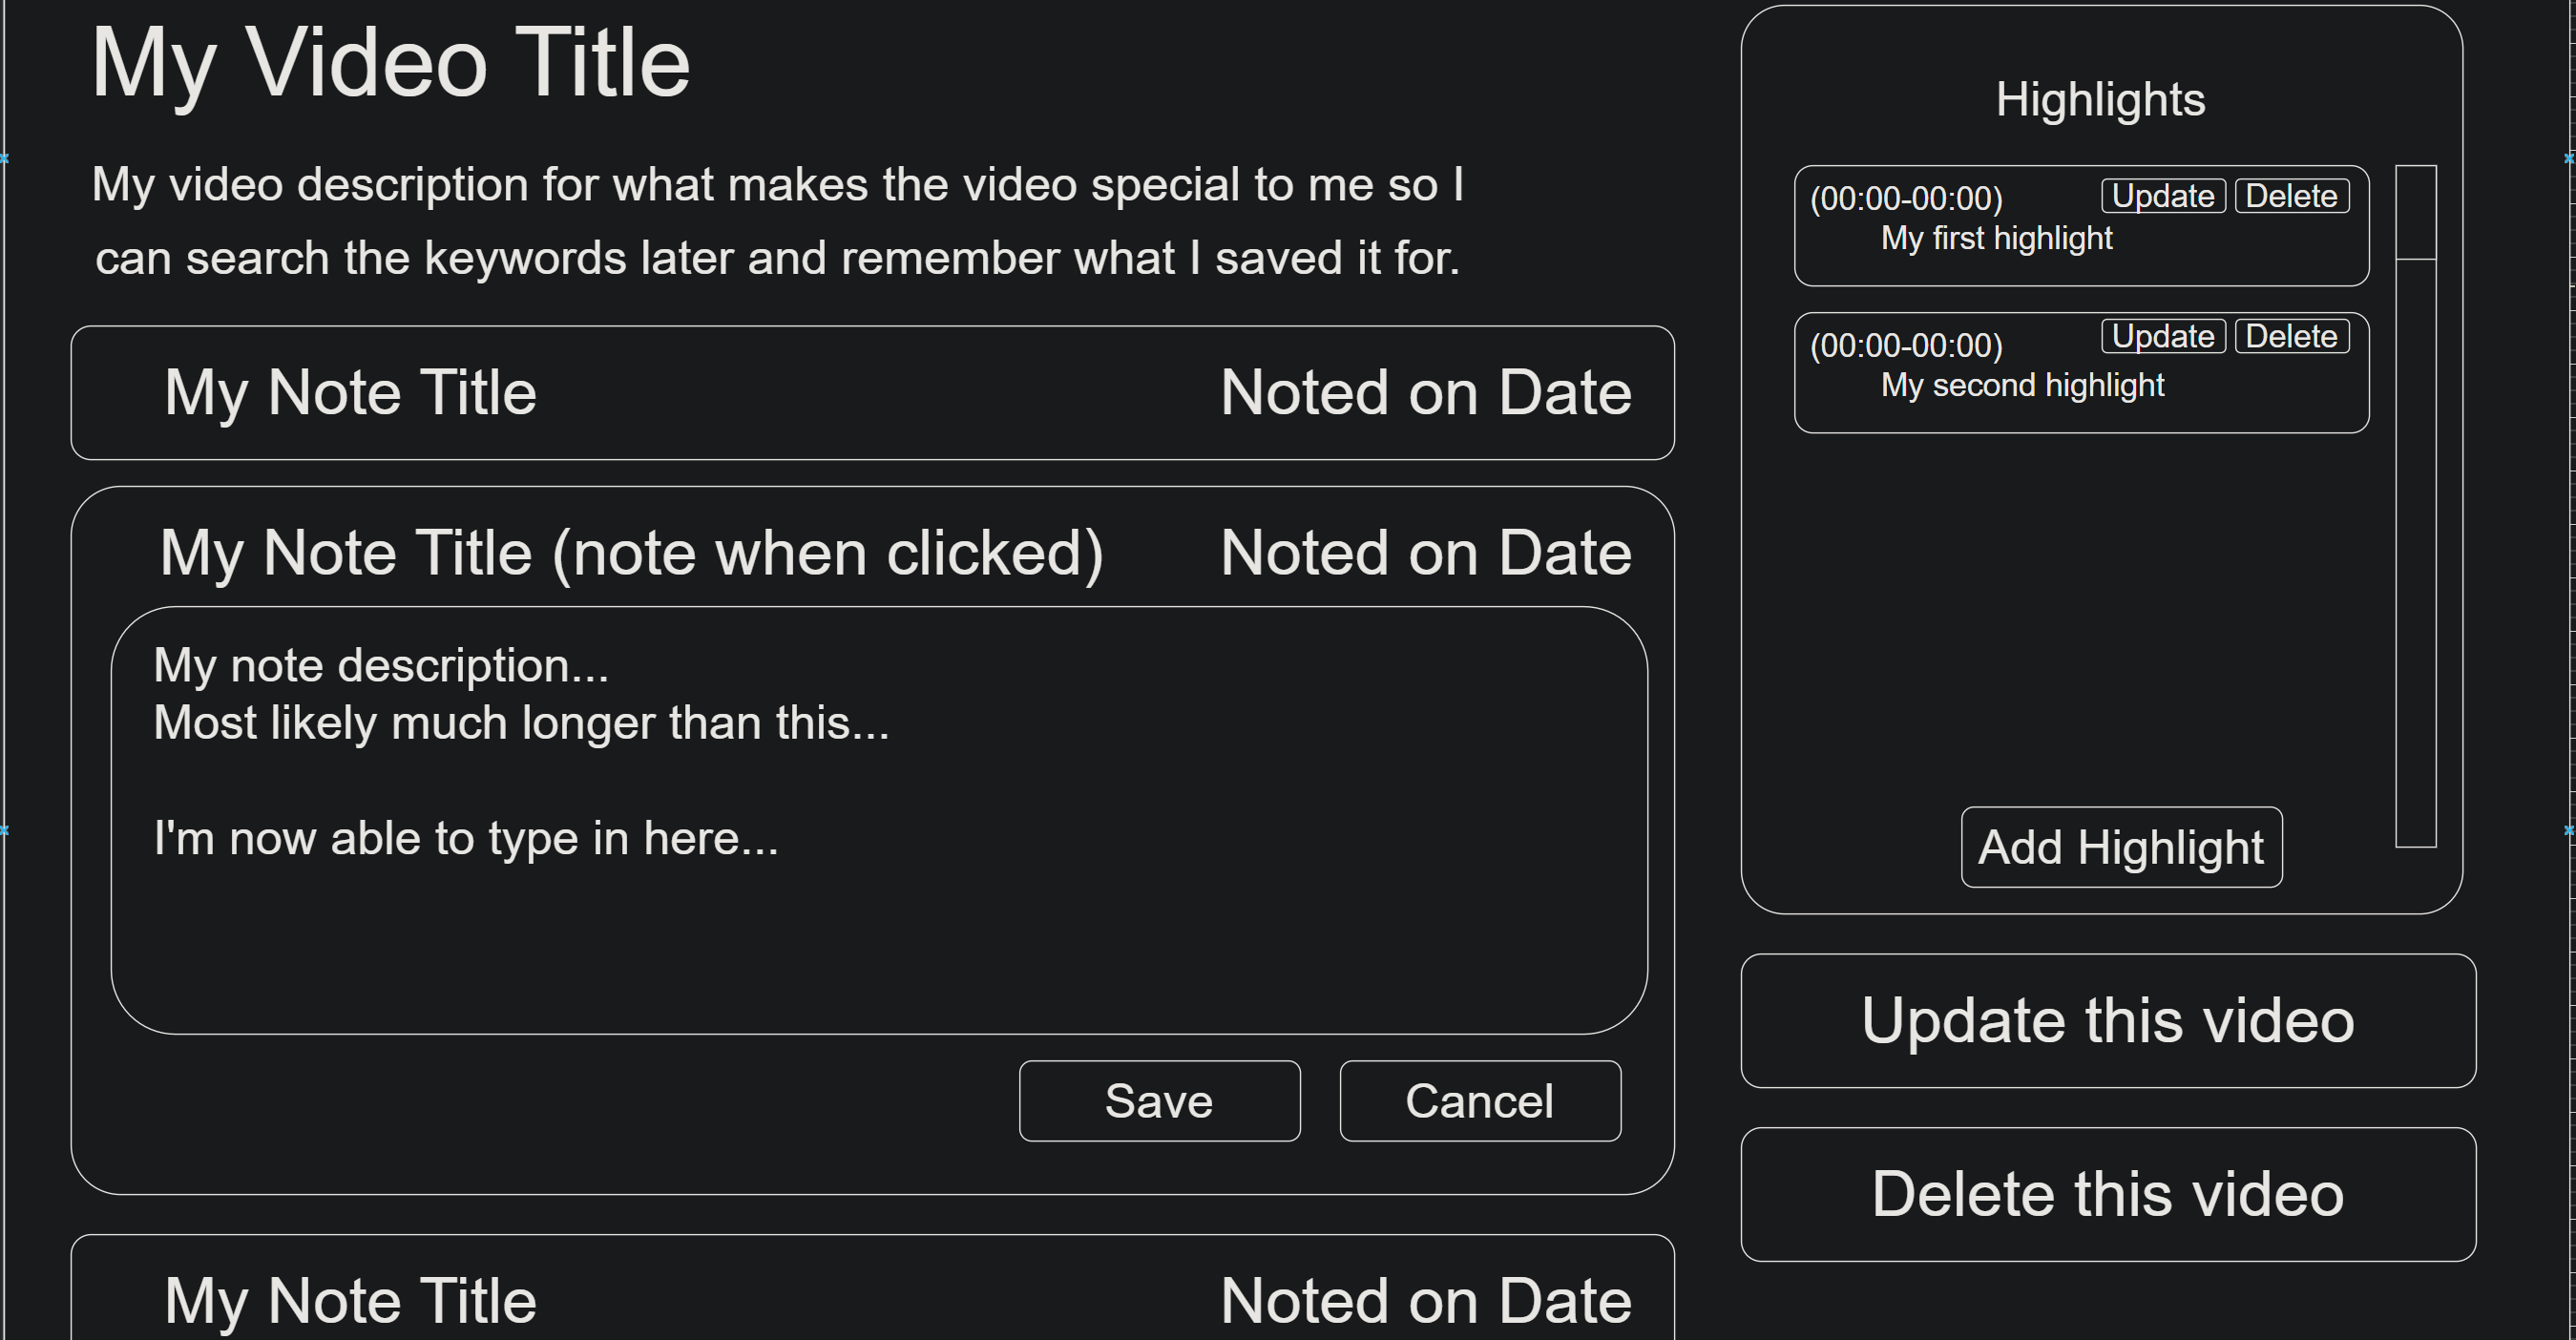 My Video Title
My video description for what makes the video special to me so I
can search the keywords later and remember what I saved it for.
My Note Title
Noted on Date
My Note Title (note when clicked)
Noted on Date
My note description...
Most likely much longer than this...
I'm now able to type in here...
Save
Cancel
My Note Title
Noted on Date
Highlights
(00:00-00:00)
Update
Delete
My first highlight
(00:00-00:00)
Update
Delete
My second highlight
Add Highlight
Update this video
Delete this video